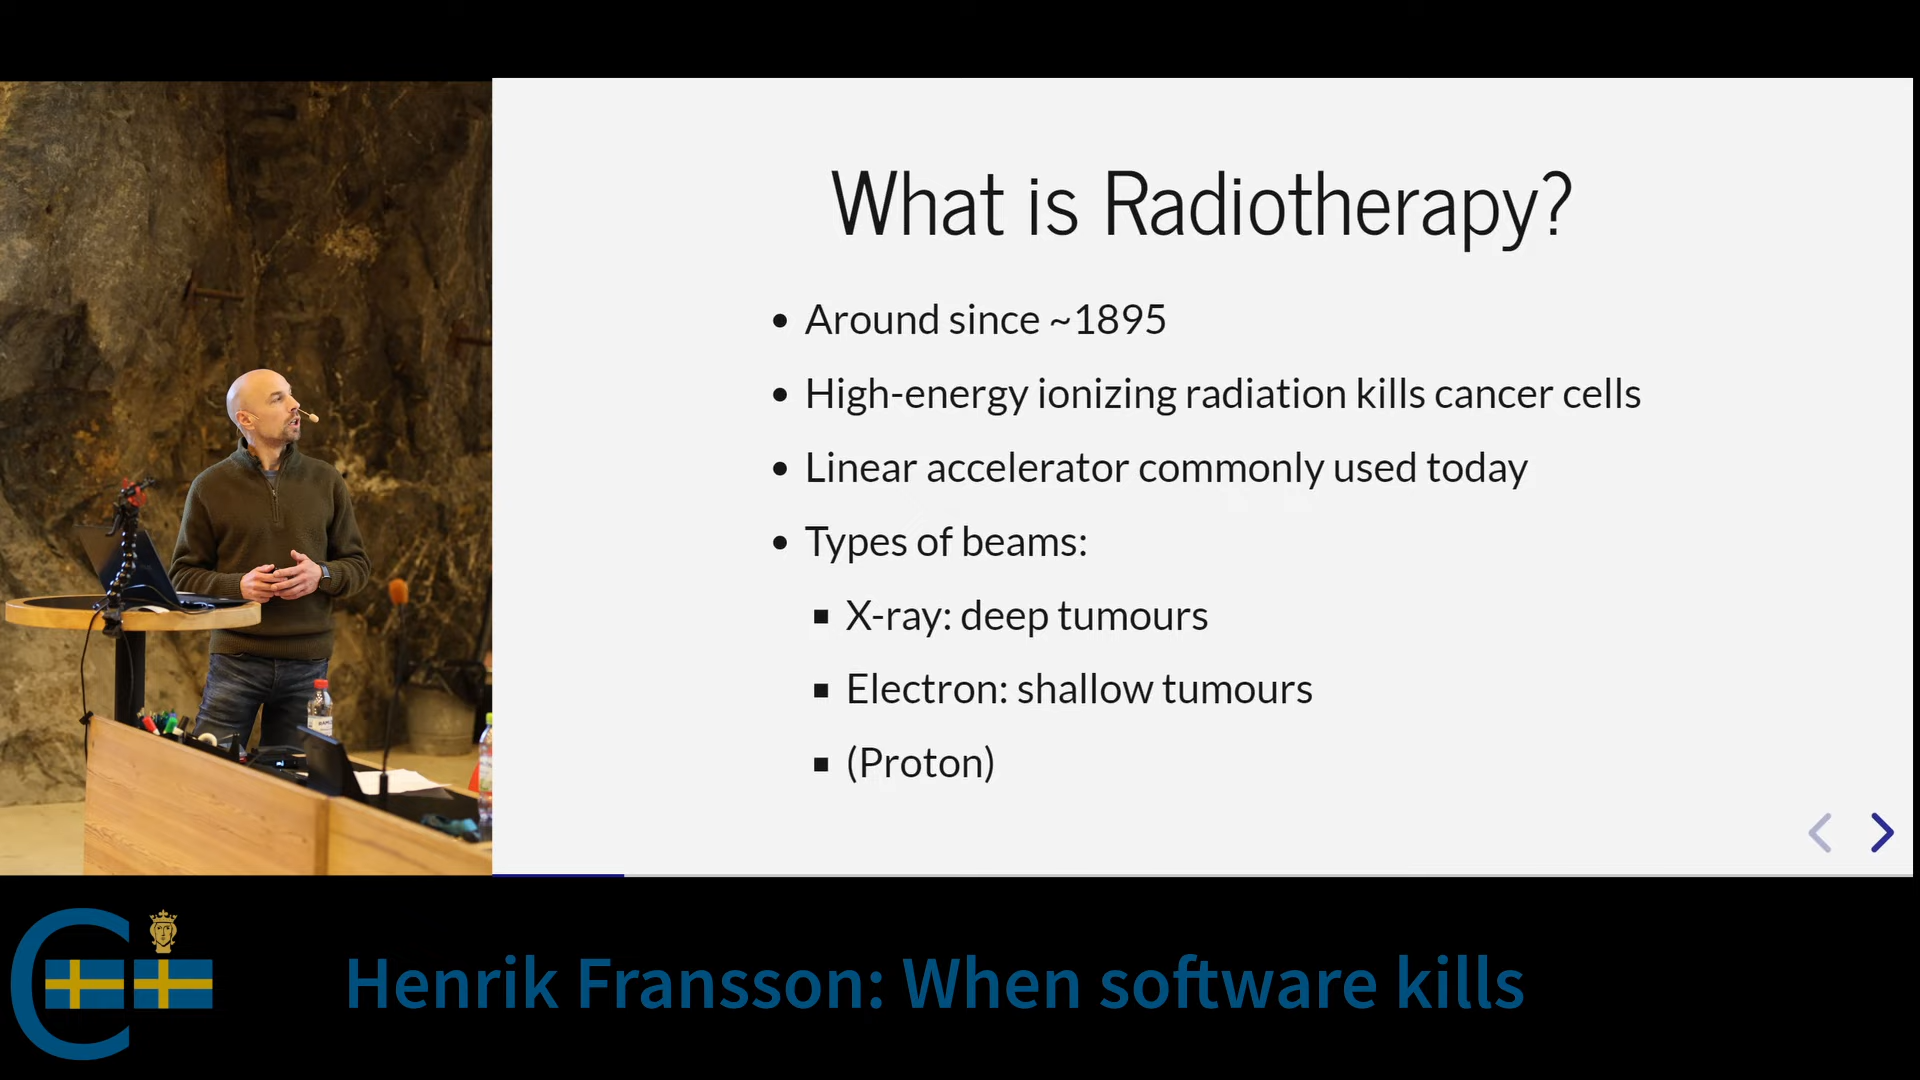 What is Radiotherapy?
• Around since ~1895
• High-energy ionizing radiation kills cancer cells
• Linear accelerator commonly used today
• Types of beams:
▪ X-ray: deep tumours
▪ Electron: shallow tumours
▪ (Proton)
Henrik Fransson: When software kills